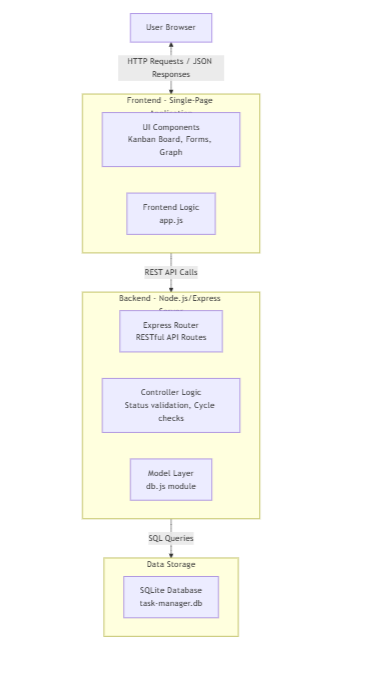 User Browser
HTTP Requests / JSON
Responses
Frontend - Single-Page
UI Components
Kanban Board, Forms,
Graph
Frontend Logic
app.js
REST API Calls
Backend - Node.js/Express
Express Router
RESTful API Routes
Controller Logic
Status validation, Cycle
checks
Model Layer
db.js module
SQL Queries
Data Storage
SQLite Database
task-manager.db